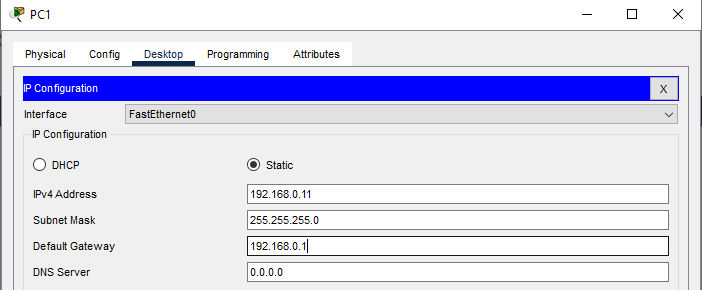 PC1
Physical Config Desktop Programming Attributes
IP Configuration X
Interface FastEthernet0
IP Configuration
DHCP Static
IPv4 Address 192.168.0.11
Subnet Mask 255.255.255.0
Default Gateway 192.168.0.1
DNS Server 0.0.0.0